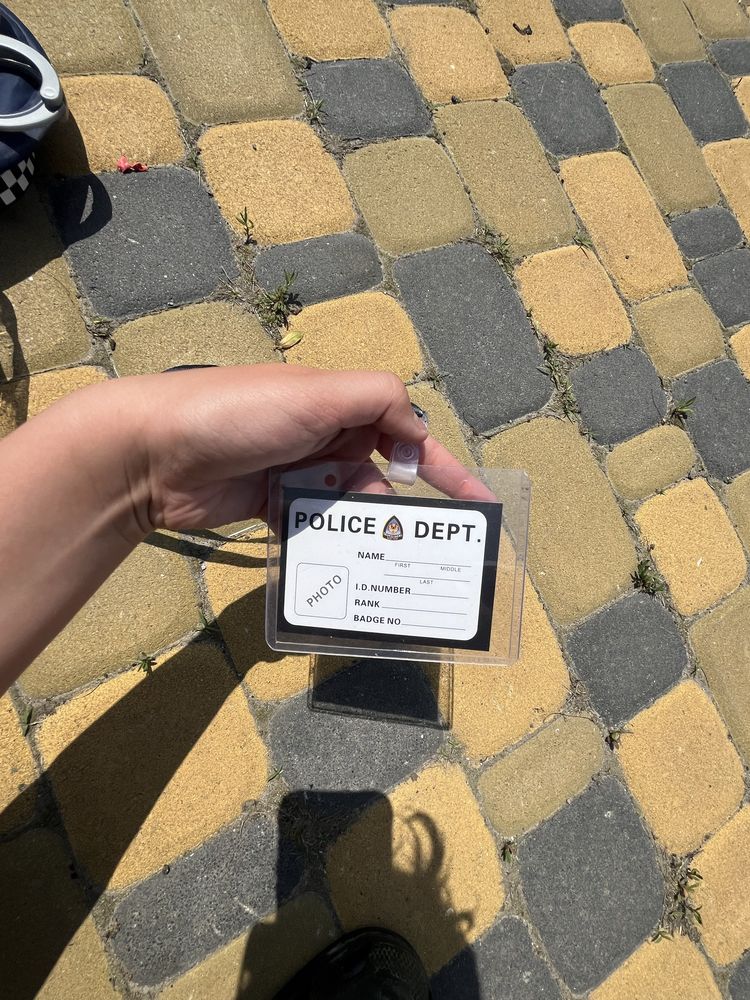 POLICE DEPT.
NAME
FIRST MIDDLE
LAST
PHOTO
I.D.NUMBER
RANK
BADGE NO